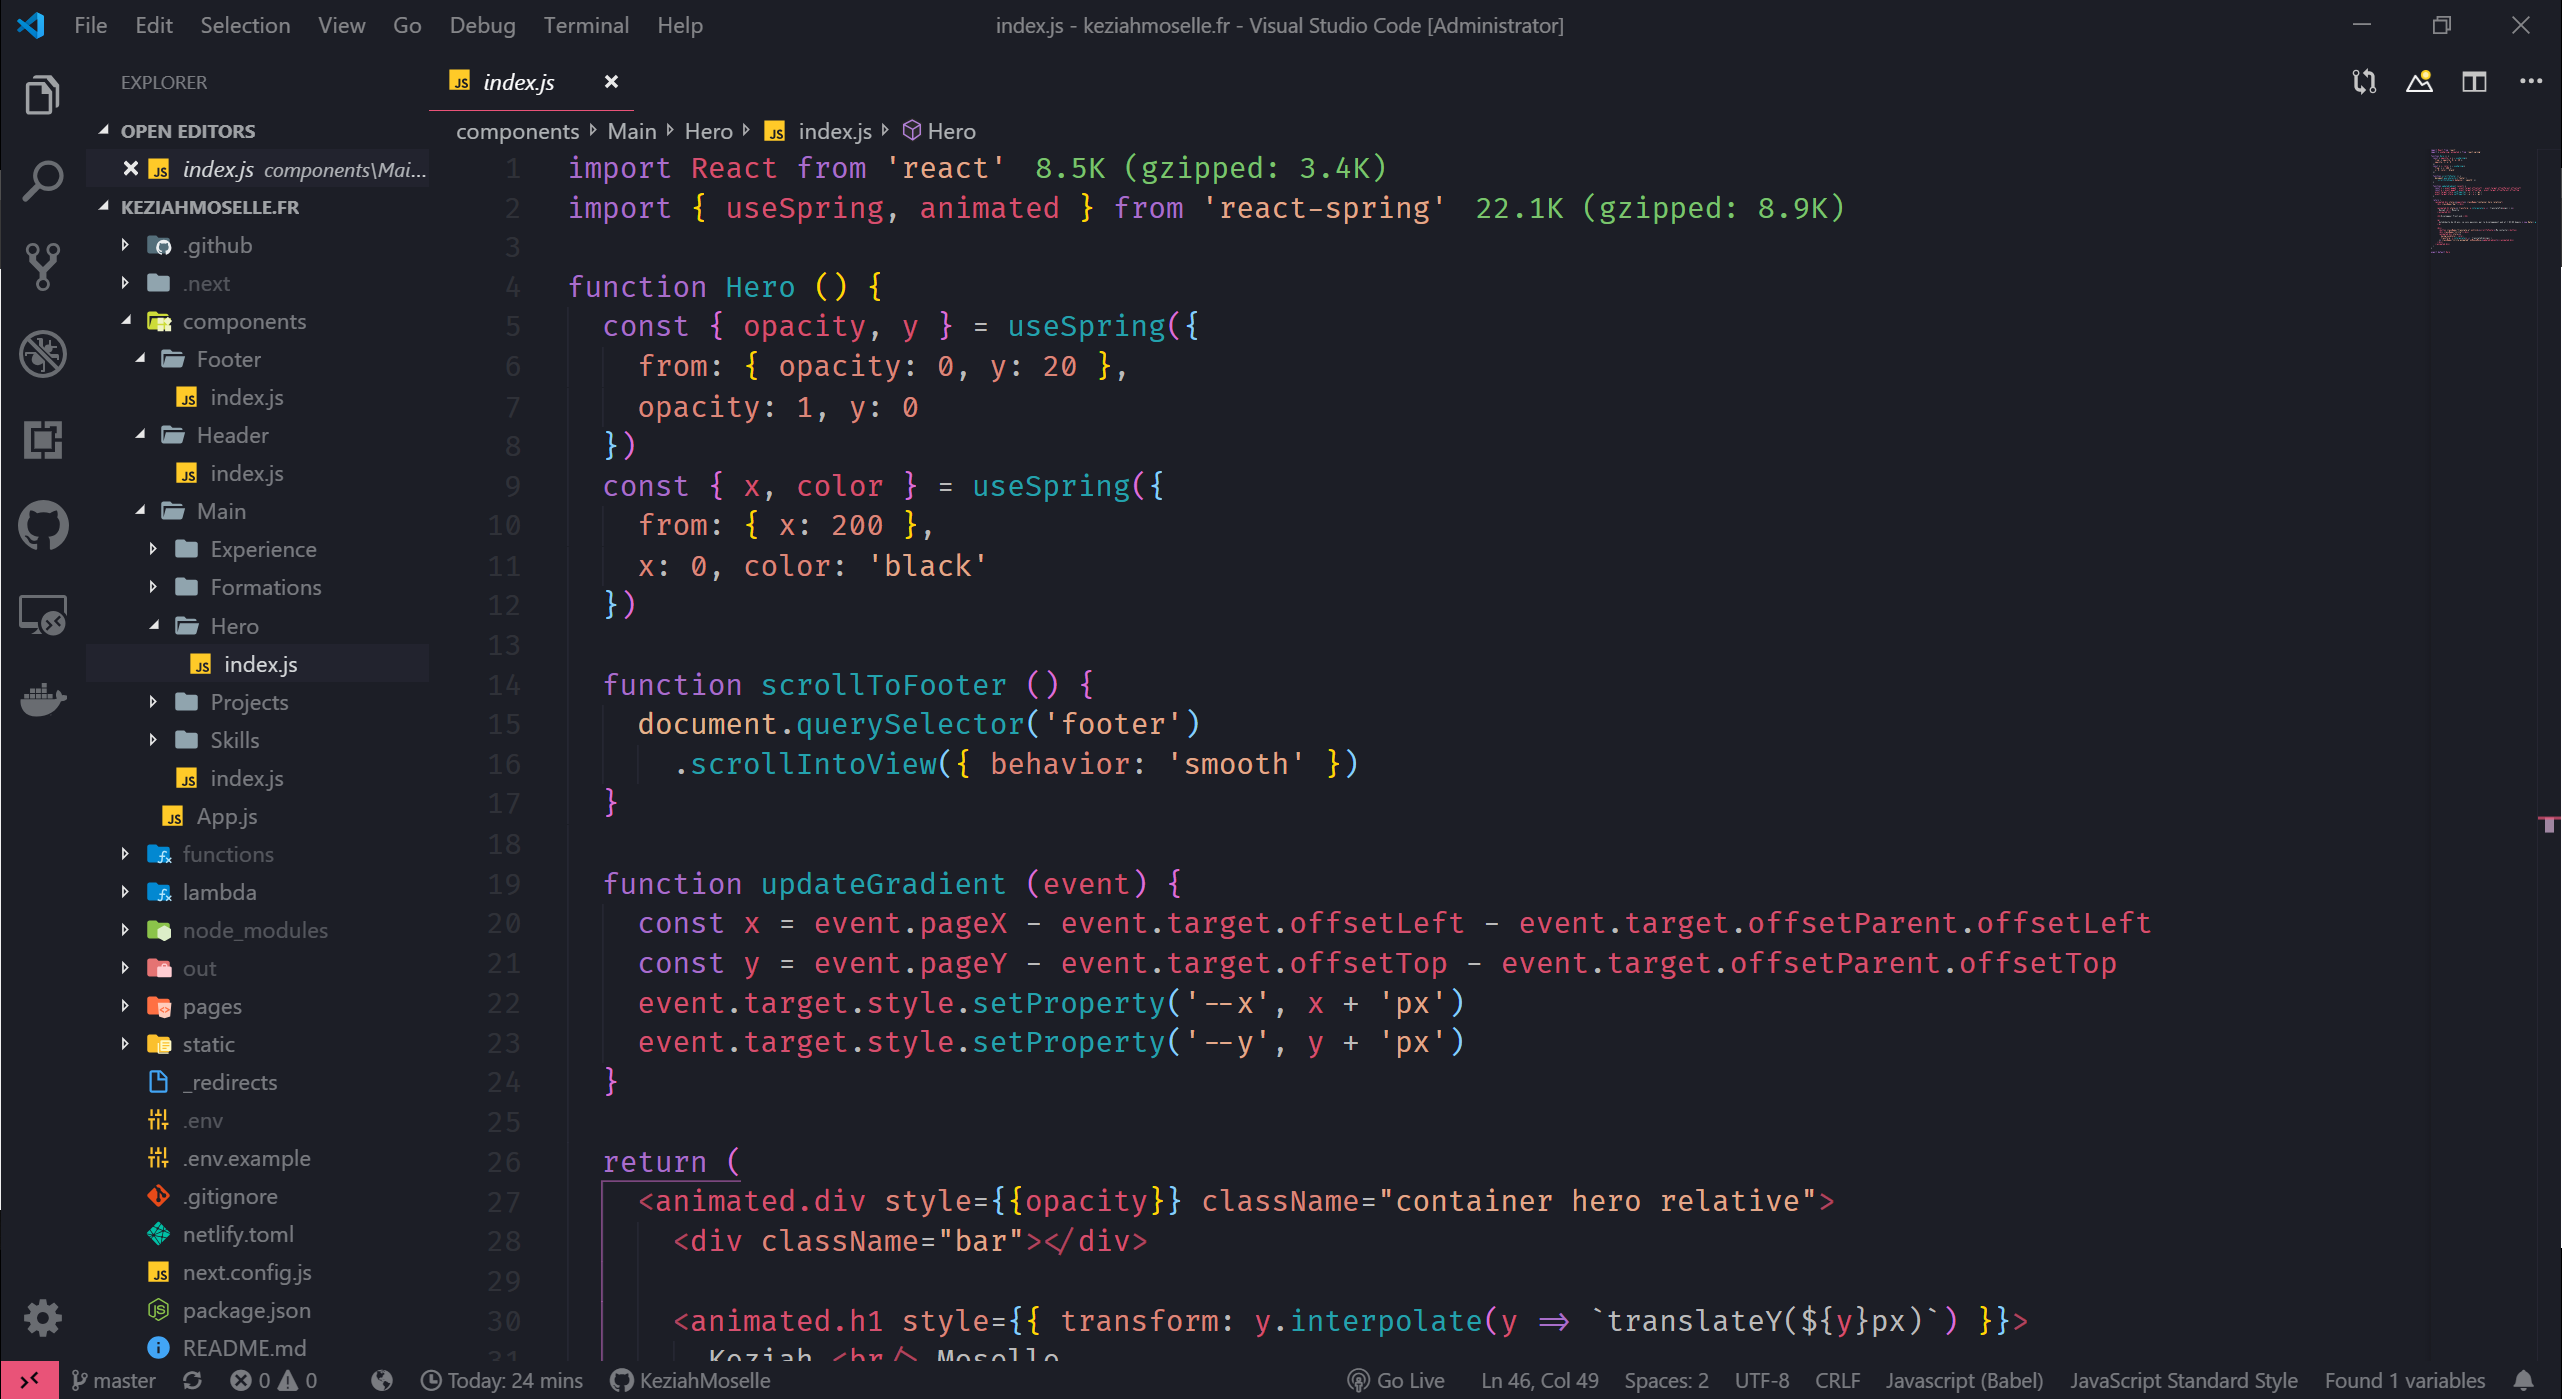 File Edit Selection View Go Debug Terminal Help
index.js - keziahmoselle.fr - Visual Studio Code [Administrator]
EXPLORER
OPEN EDITORS
JS index.js components\Mai...
KEZIAHMOSELLE.FR
.github
.next
components
Footer
JS index.js
Header
JS index.js
Main
Experience
Formations
Hero
JS index.js
Projects
Skills
JS index.js
JS App.js
functions
lambda
node_modules
out
pages
static
_redirects
.env
.env.example
.gitignore
netlify.toml
JS next.config.js
package.json
README.md
JS index.js
components Main Hero JS index.js Hero
1 import React from 'react' 8.5K (gzipped: 3.4K)
2 import { useSpring, animated } from 'react-spring' 22.1K (gzipped: 8.9K)
3
4 function Hero () {
5 const { opacity, y } = useSpring({
6 from: { opacity: 0, y: 20 },
7 opacity: 1, y: 0
8 })
9 const { x, color } = useSpring({
10 from: { x: 200 },
11 x: 0, color: 'black'
12 })
13
14 function scrollToFooter () {
15 document.querySelector('footer')
16 .scrollIntoView({ behavior: 'smooth' })
17 }
18
19 function updateGradient (event) {
20 const x = event.pageX - event.target.offsetLeft - event.target.offsetParent.offsetLeft
21 const y = event.pageY - event.target.offsetTop - event.target.offsetParent.offsetTop
22 event.target.style.setProperty('--x', x + 'px')
23 event.target.style.setProperty('--y', y + 'px')
24 }
25
26 return (
27 <animated.div style={{opacity}} className="container hero relative">
28 <div className="bar"></div>
29
30 <animated.h1 style={{ transform: y.interpolate(y => `translateY(${y}px)`) }}>
31 Keziah <br/> Moselle
master 0 0 Today: 24 mins KeziahMoselle Go Live Ln 46, Col 49 Spaces: 2 UTF-8 CRLF Javascript (Babel) JavaScript Standard Style Found 1 variables